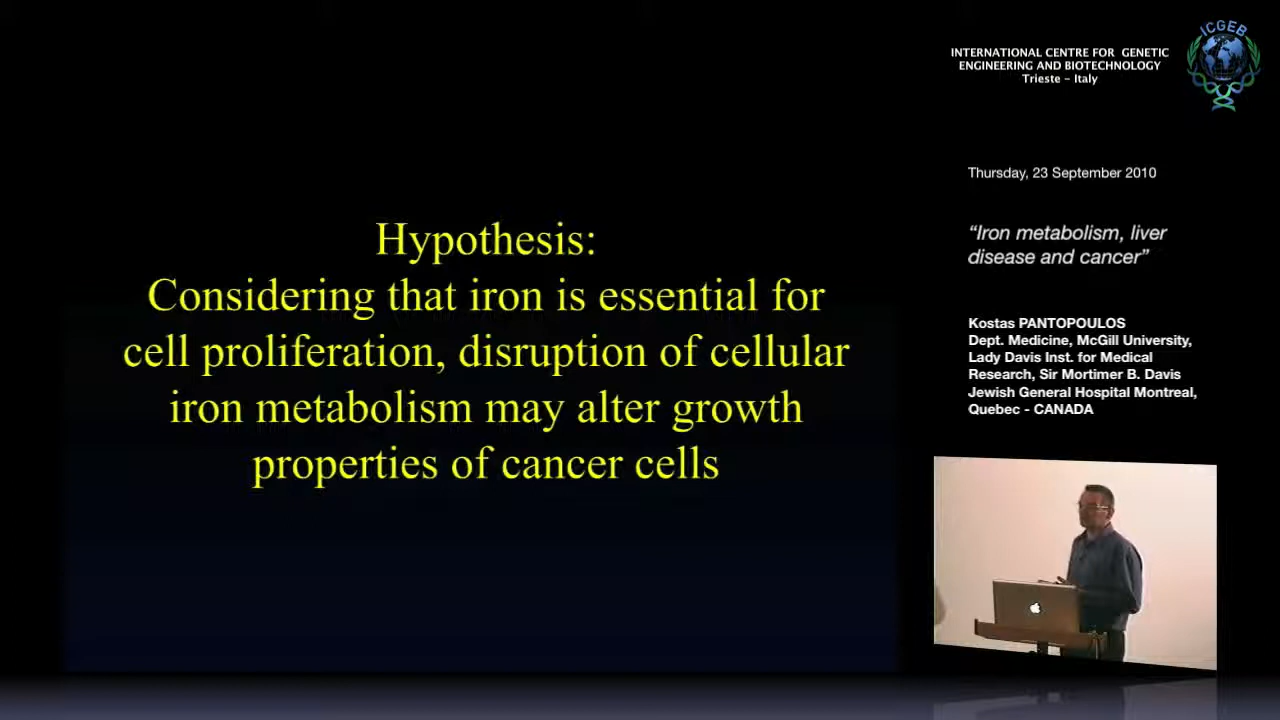 Hypothesis:
Considering that iron is essential for
cell proliferation, disruption of cellular
iron metabolism may alter growth
properties of cancer cells
ICGEB
INTERNATIONAL CENTRE FOR GENETIC
ENGINEERING AND BIOTECHNOLOGY
Trieste - Italy
Thursday, 23 September 2010
“Iron metabolism, liver
disease and cancer”
Kostas PANTOPOULOS
Dept. Medicine, McGill University,
Lady Davis Inst. for Medical
Research, Sir Mortimer B. Davis
Jewish General Hospital Montreal,
Quebec - CANADA